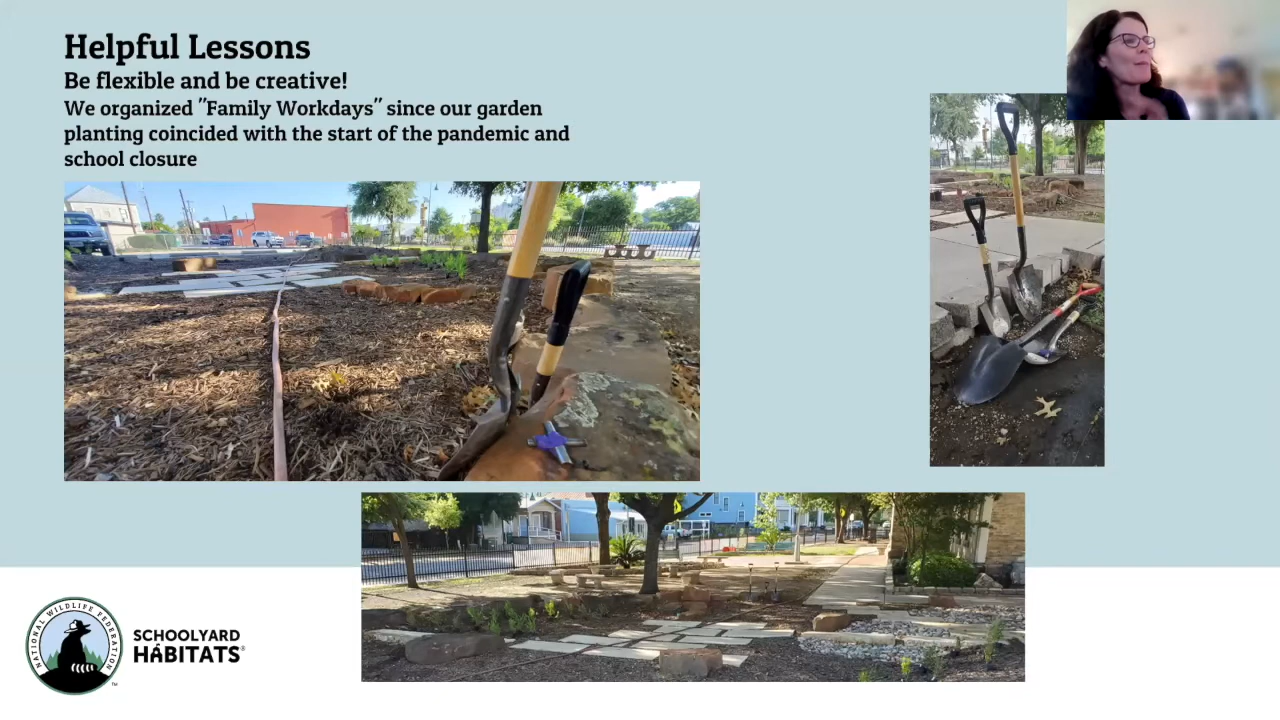 Helpful Lessons
Be flexible and be creative!
We organized "Family Workdays" since our garden
planting coincided with the start of the pandemic and
school closure
NATIONAL WILDLIFE FEDERATION
TM
SCHOOLYARD
HABITATS®